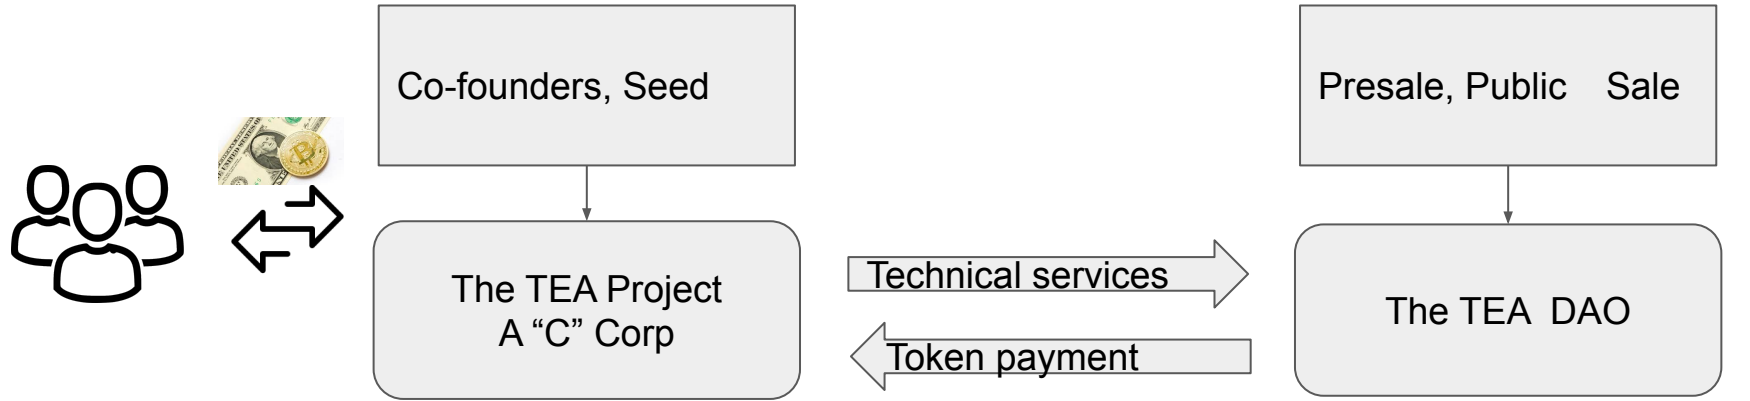 Co-founders, Seed
Presale, Public Sale
The TEA Project
A “C” Corp
Technical services
Token payment
The TEA DAO